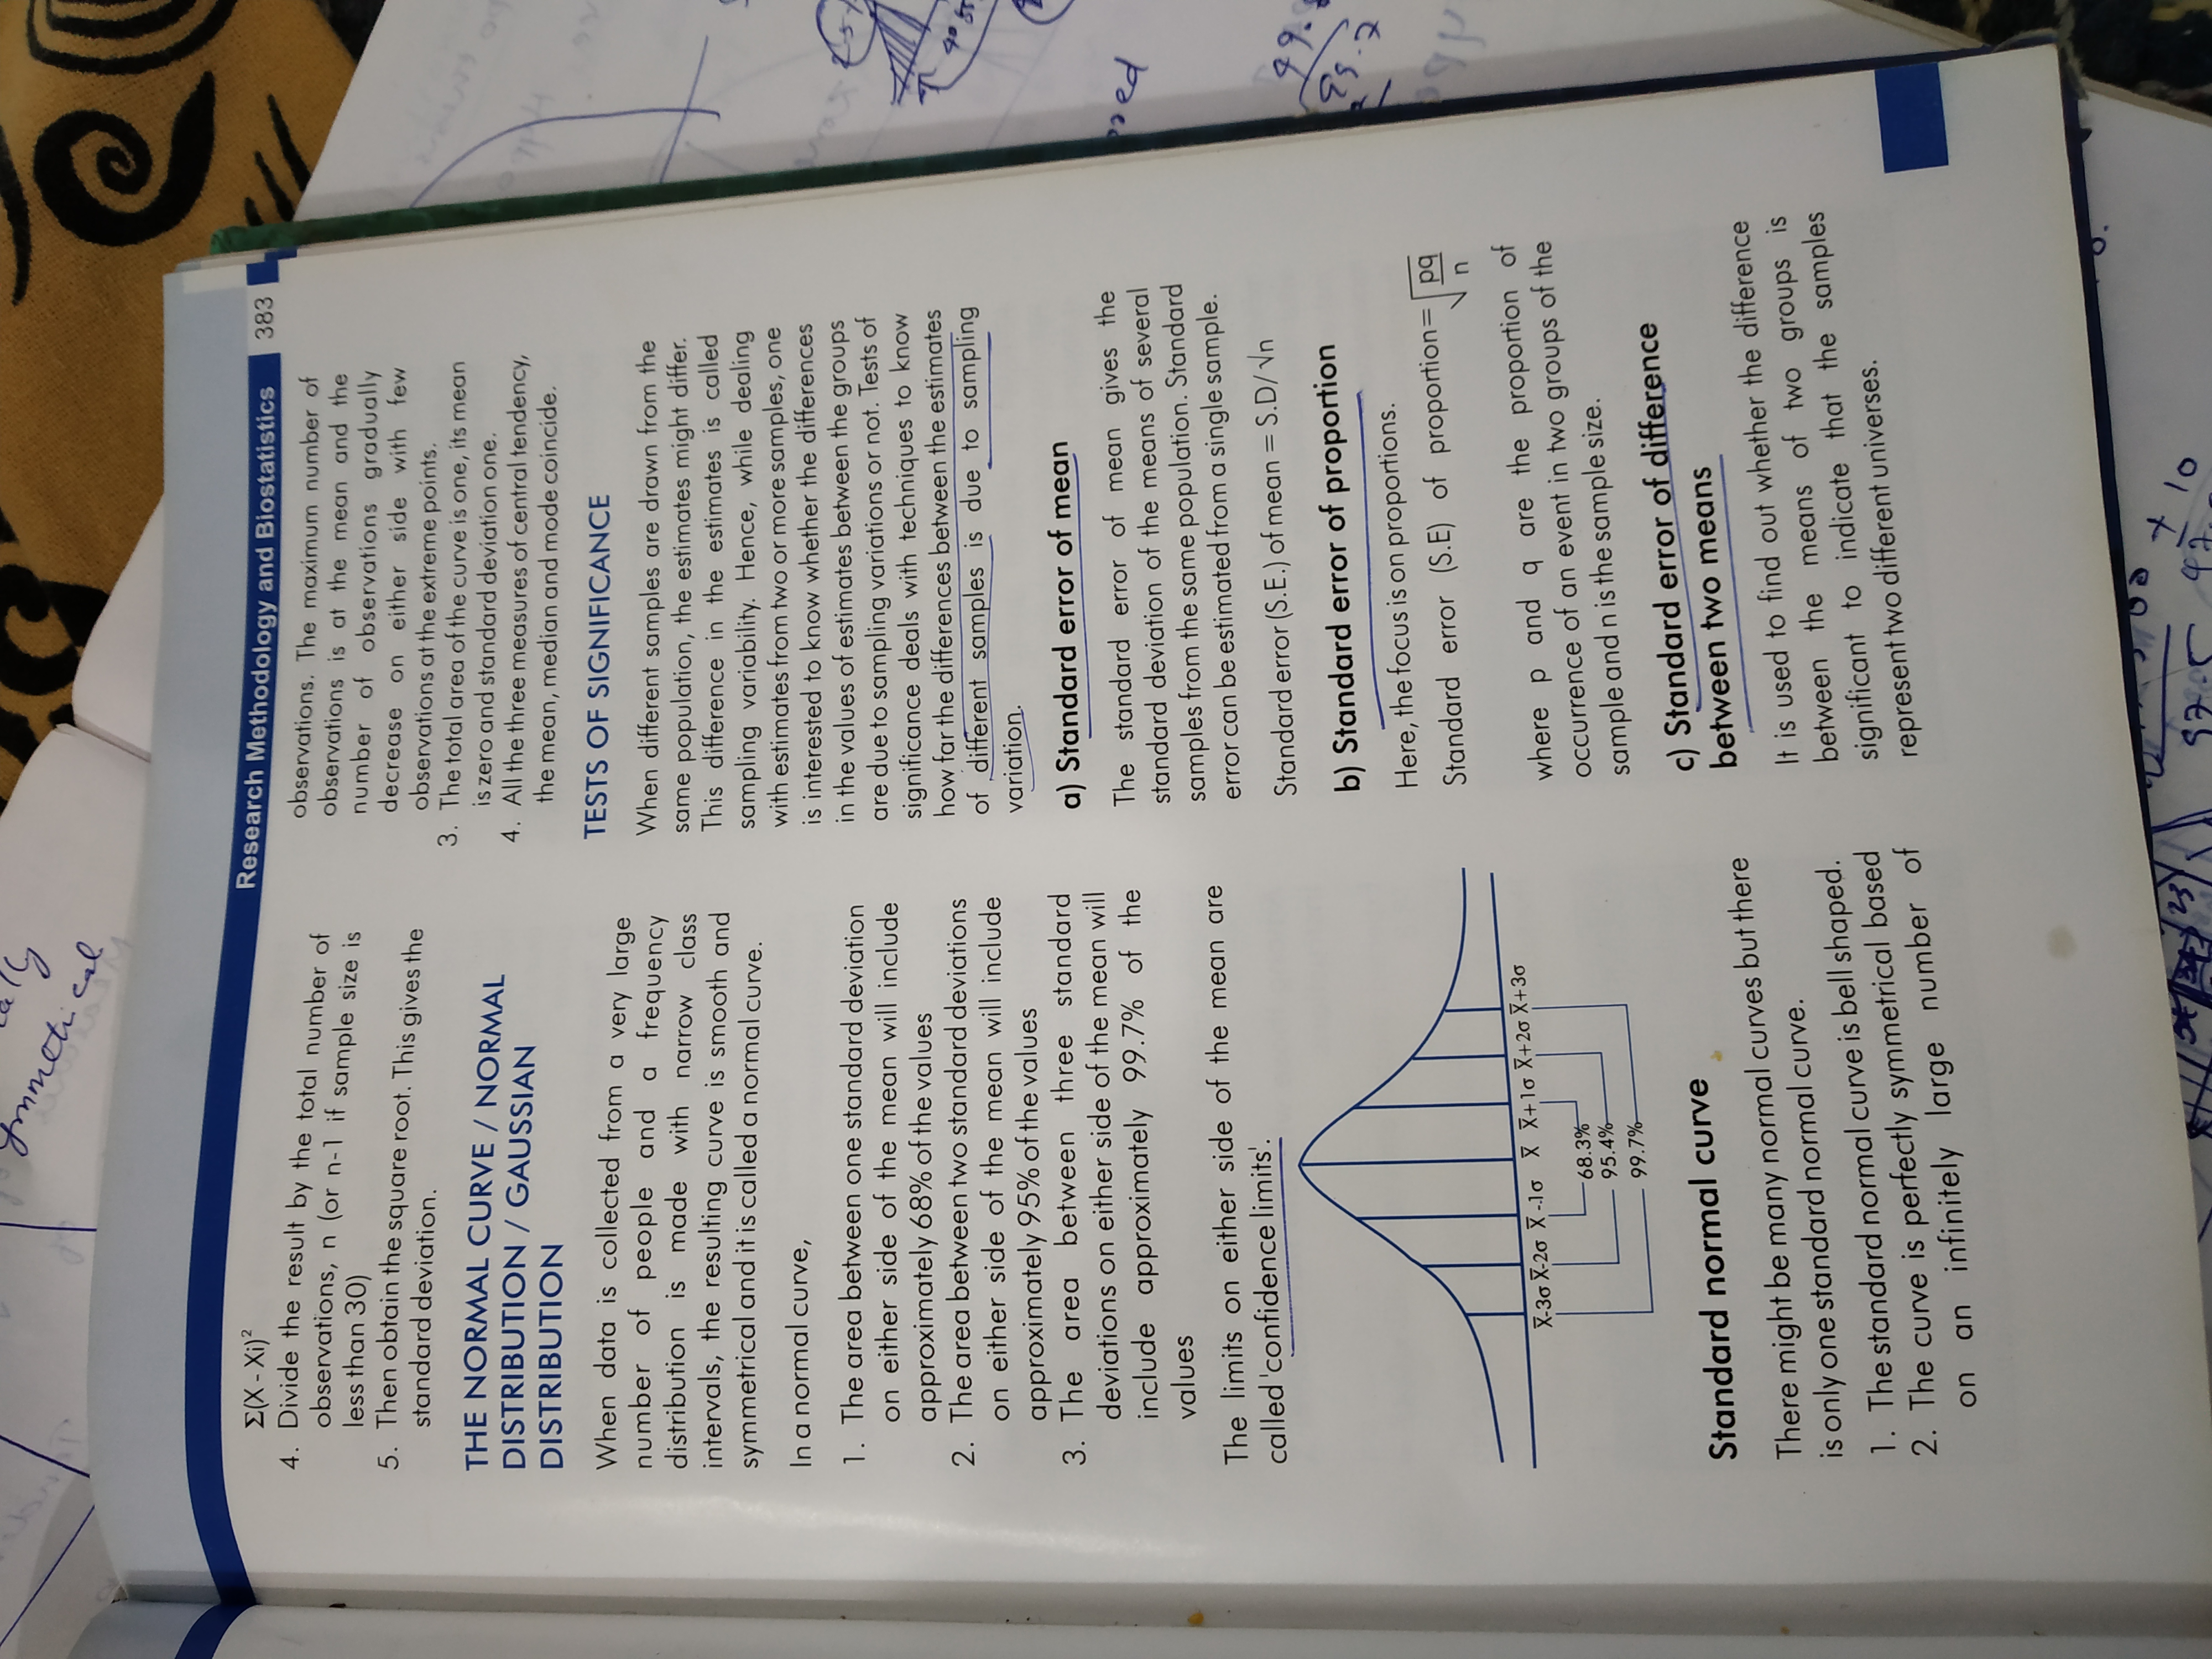 ally
ymmetrical
Research Methodology and Biostatistics 383
Σ(X - Xi)²
4. Divide the result by the total number of
observations, n (or n-1 if sample size is
less than 30)
5. Then obtain the square root. This gives the
standard deviation.
THE NORMAL CURVE / NORMAL
DISTRIBUTION / GAUSSIAN
DISTRIBUTION
When data is collected from a very large
number of people and a frequency
distribution is made with narrow class
intervals, the resulting curve is smooth and
symmetrical and it is called a normal curve.
In a normal curve,
1. The area between one standard deviation
on either side of the mean will include
approximately 68% of the values
2. The area between two standard deviations
on either side of the mean will include
approximately 95% of the values
3. The area between three standard
deviations on either side of the mean will
include approximately 99.7% of the
values
The limits on either side of the mean are
called 'confidence limits'.
X̅-3σ X̅-2σ X̅ -1σ X̅ X̅+1σ X̅+2σ X̅+3σ
68.3%
95.4%
99.7%
Standard normal curve
There might be many normal curves but there
is only one standard normal curve.
1. The standard normal curve is bell shaped.
2. The curve is perfectly symmetrical based
on an infinitely large number of
observations. The maximum number of
observations is at the mean and the
number of observations gradually
decrease on either side with few
observations at the extreme points.
3. The total area of the curve is one, its mean
is zero and standard deviation one.
4. All the three measures of central tendency,
the mean, median and mode coincide.
TESTS OF SIGNIFICANCE
When different samples are drawn from the
same population, the estimates might differ.
This difference in the estimates is called
sampling variability. Hence, while dealing
with estimates from two or more samples, one
is interested to know whether the differences
in the values of estimates between the groups
are due to sampling variations or not. Tests of
significance deals with techniques to know
how far the differences between the estimates
of different samples is due to sampling
variation.
a) Standard error of mean
The standard error of mean gives the
standard deviation of the means of several
samples from the same population. Standard
error can be estimated from a single sample.
Standard error (S.E.) of mean = S.D/√n
b) Standard error of proportion
Here, the focus is on proportions.
Standard error (S.E) of proportion= √pq/n
where p and q are the proportion of
occurrence of an event in two groups of the
sample and n is the sample size.
c) Standard error of difference
between two means
It is used to find out whether the difference
between the means of two groups is
significant to indicate that the samples
represent two different universes.